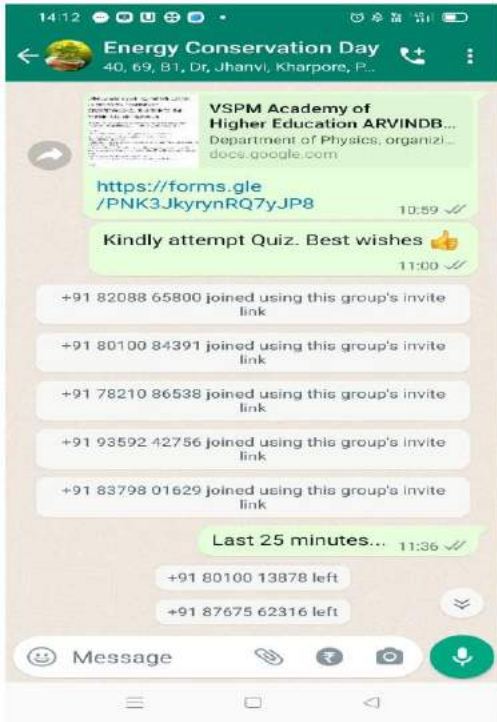 14:12
Energy Conservation Day
40, 69, B1, Dr, Jhanvi, Kharpore, P...
VSPM Academy of
Higher Education ARVINDB...
Department of Physics, organizi...
docs.google.com
https://forms.gle
/PNK3JkyrynRQ7yJP8
10:59
Kindly attempt Quiz. Best wishes 👍
11:00
+91 82088 65800 joined using this group's invite
link
+91 80100 84391 joined using this group's invite
link
+91 78210 86538 joined using this group's invite
link
+91 93592 42756 joined using this group's invite
link
+91 83798 01629 joined using this group's invite
link
Last 25 minutes... 11:36
+91 80100 13878 left
+91 87675 62316 left
Message